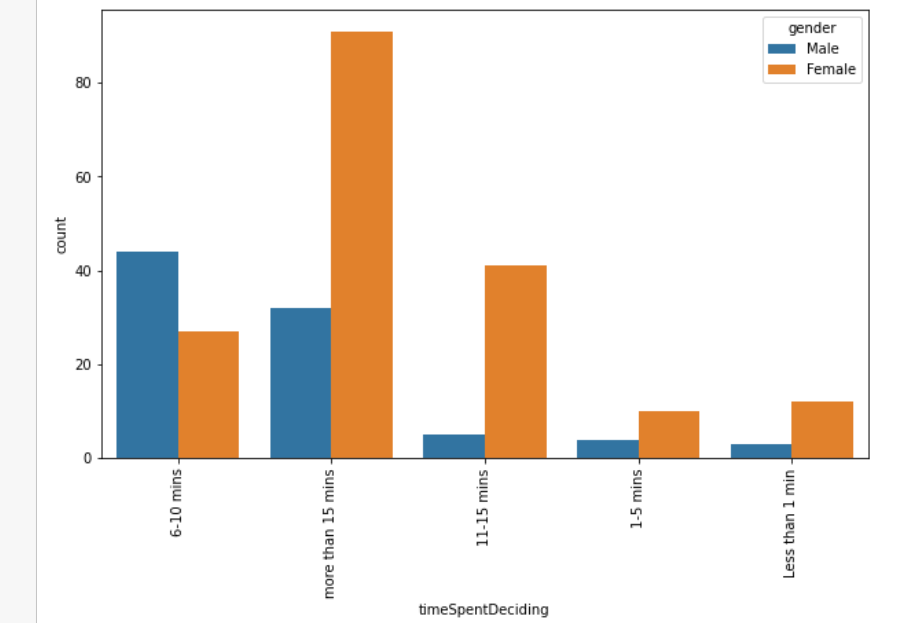 gender
Male
Female
80
60
40
20
0
count
6-10 mins
more than 15 mins
11-15 mins
1-5 mins
Less than 1 min
timeSpentDeciding